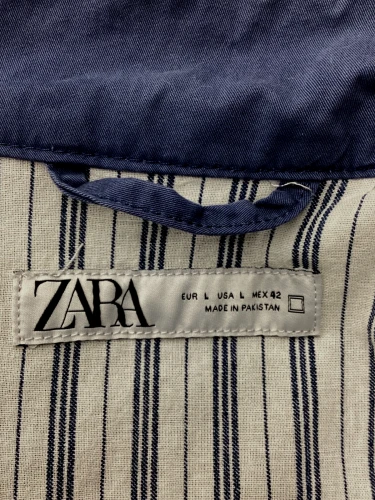 ZARA
EUR L USA L MEX 42
MADE IN PAKISTAN